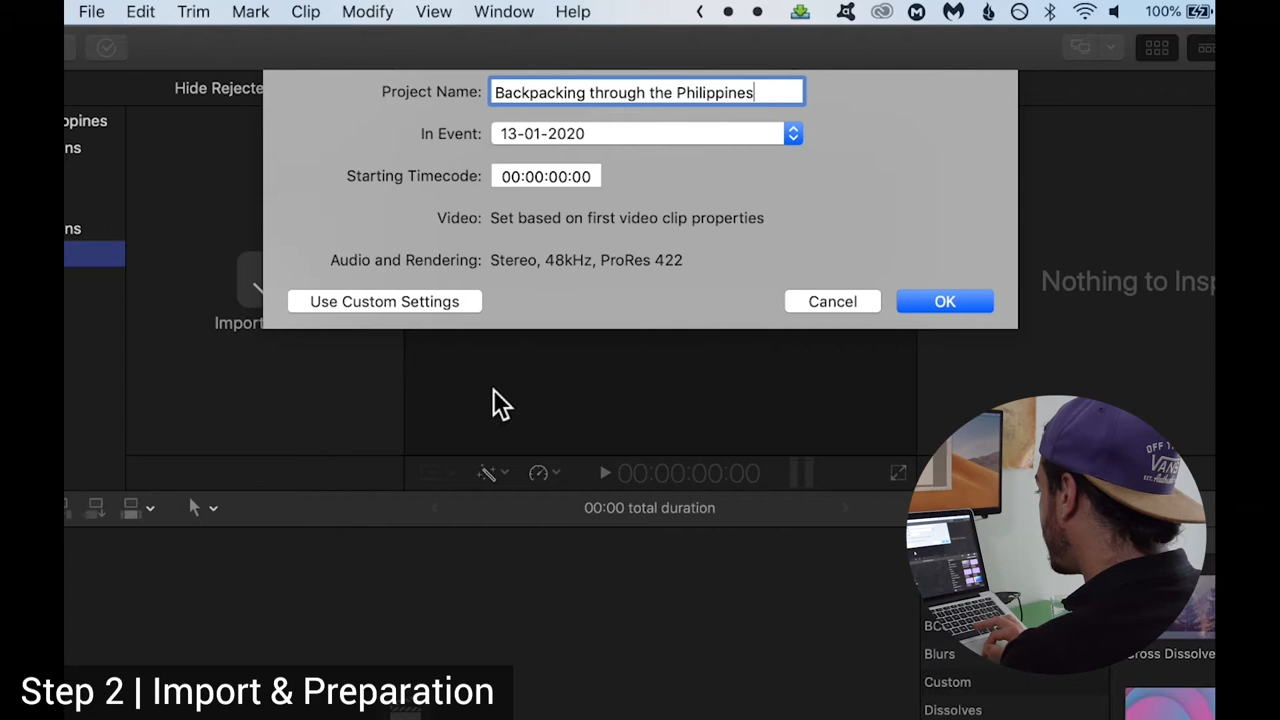 File Edit Trim Mark Clip Modify View Window Help 100%
Hide Rejecte
Project Name: Backpacking through the Philippines
ppines
In Event: 13-01-2020
ns
Starting Timecode: 00:00:00:00
Video: Set based on first video clip properties
ns
Audio and Rendering: Stereo, 48kHz, ProRes 422
Nothing to Insp
Use Custom Settings Cancel OK
Import
00:00:00:00
00:00 total duration
OFF T
VANS
BC
Blurs
Cross Dissolve
Custom
Dissolves
Step 2 | Import & Preparation